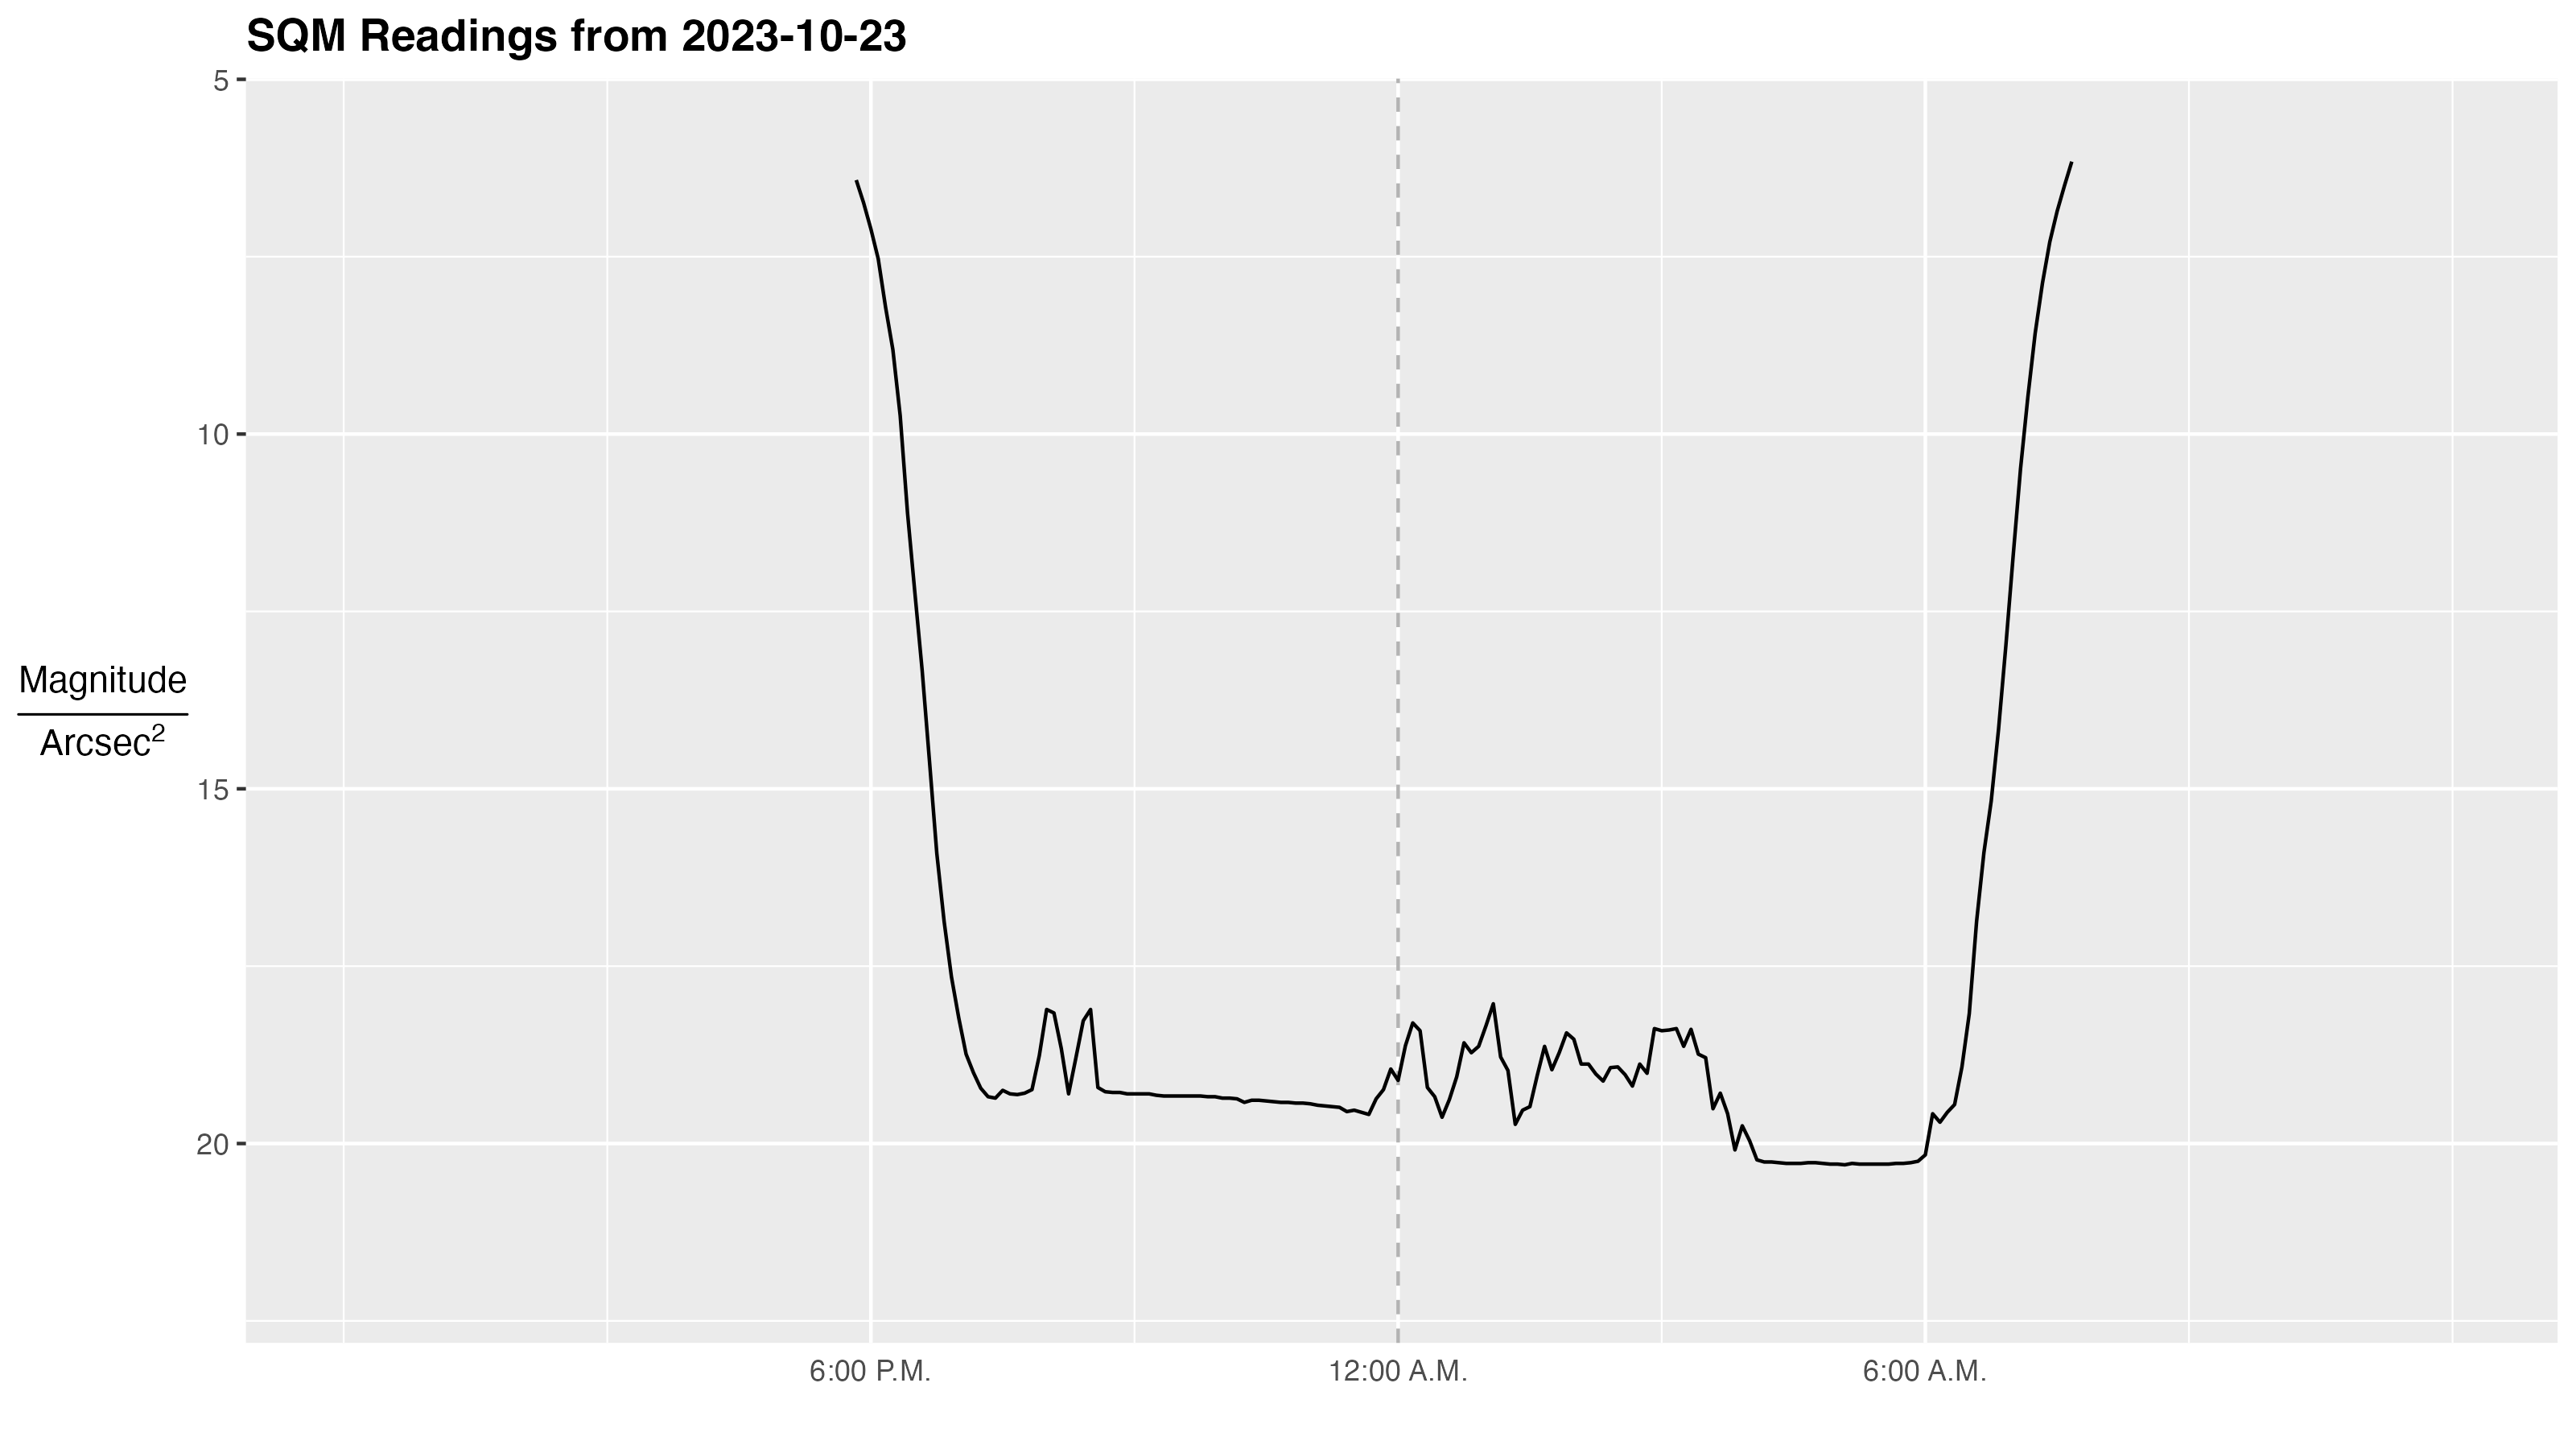 SQM Readings from 2023-10-23
5
10
15
20
Magnitude
Arcsec²
6:00 P.M.
12:00 A.M.
6:00 A.M.